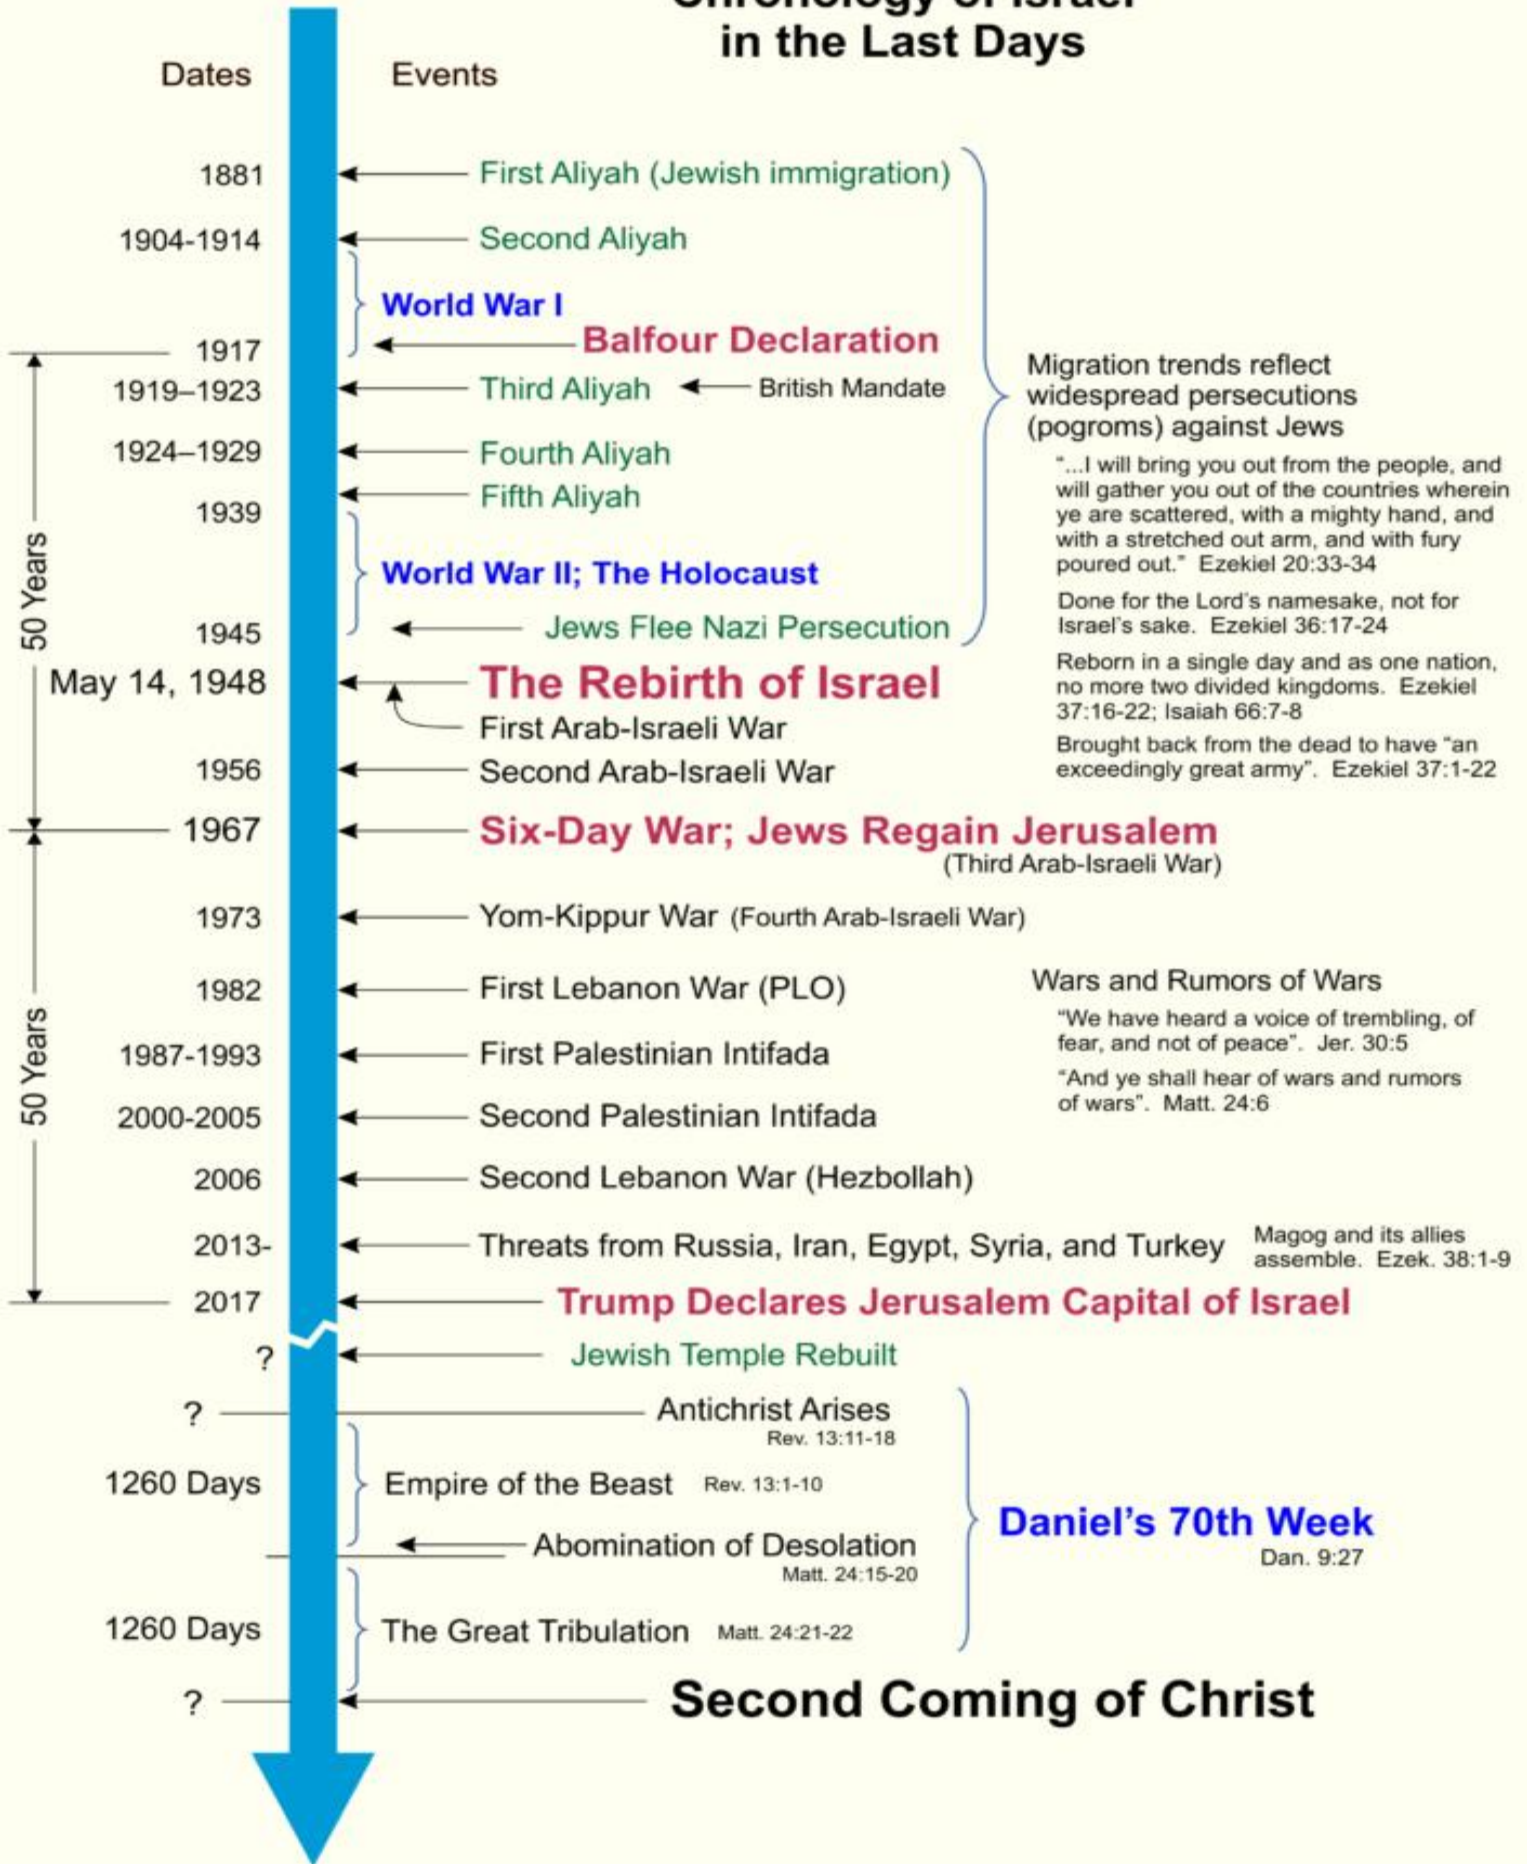 Chronology of Israel
in the Last Days
Dates Events
1881 First Aliyah (Jewish immigration)
1904-1914 Second Aliyah
World War I
1917 Balfour Declaration
1919–1923 Third Aliyah British Mandate
1924–1929 Fourth Aliyah
Fifth Aliyah
1939
World War II; The Holocaust
1945 Jews Flee Nazi Persecution
May 14, 1948 The Rebirth of Israel
First Arab-Israeli War
1956 Second Arab-Israeli War
50 Years
Migration trends reflect
widespread persecutions
(pogroms) against Jews
"...I will bring you out from the people, and
will gather you out of the countries wherein
ye are scattered, with a mighty hand, and
with a stretched out arm, and with fury
poured out." Ezekiel 20:33-34
Done for the Lord's namesake, not for
Israel's sake. Ezekiel 36:17-24
Reborn in a single day and as one nation,
no more two divided kingdoms. Ezekiel
37:16-22; Isaiah 66:7-8
Brought back from the dead to have "an
exceedingly great army". Ezekiel 37:1-22
1967 Six-Day War; Jews Regain Jerusalem
(Third Arab-Israeli War)
1973 Yom-Kippur War (Fourth Arab-Israeli War)
1982 First Lebanon War (PLO)
1987-1993 First Palestinian Intifada
2000-2005 Second Palestinian Intifada
2006 Second Lebanon War (Hezbollah)
50 Years
Wars and Rumors of Wars
"We have heard a voice of trembling, of
fear, and not of peace". Jer. 30:5
"And ye shall hear of wars and rumors
of wars". Matt. 24:6
2013- Threats from Russia, Iran, Egypt, Syria, and Turkey
Magog and its allies
assemble. Ezek. 38:1-9
2017 Trump Declares Jerusalem Capital of Israel
? Jewish Temple Rebuilt
? Antichrist Arises
Rev. 13:11-18
1260 Days Empire of the Beast Rev. 13:1-10
Abomination of Desolation
Matt. 24:15-20
Daniel's 70th Week
Dan. 9:27
1260 Days The Great Tribulation Matt. 24:21-22
? Second Coming of Christ